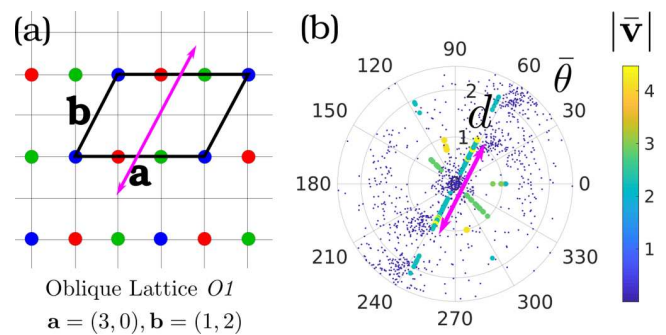 (a)
b
a
Oblique Lattice O1
a = (3, 0), b = (1, 2)
(b)
|v̄|
θ̄
90
120
60
150
30
180
0
210
330
240
300
270
2
1
d
4
3
2
1